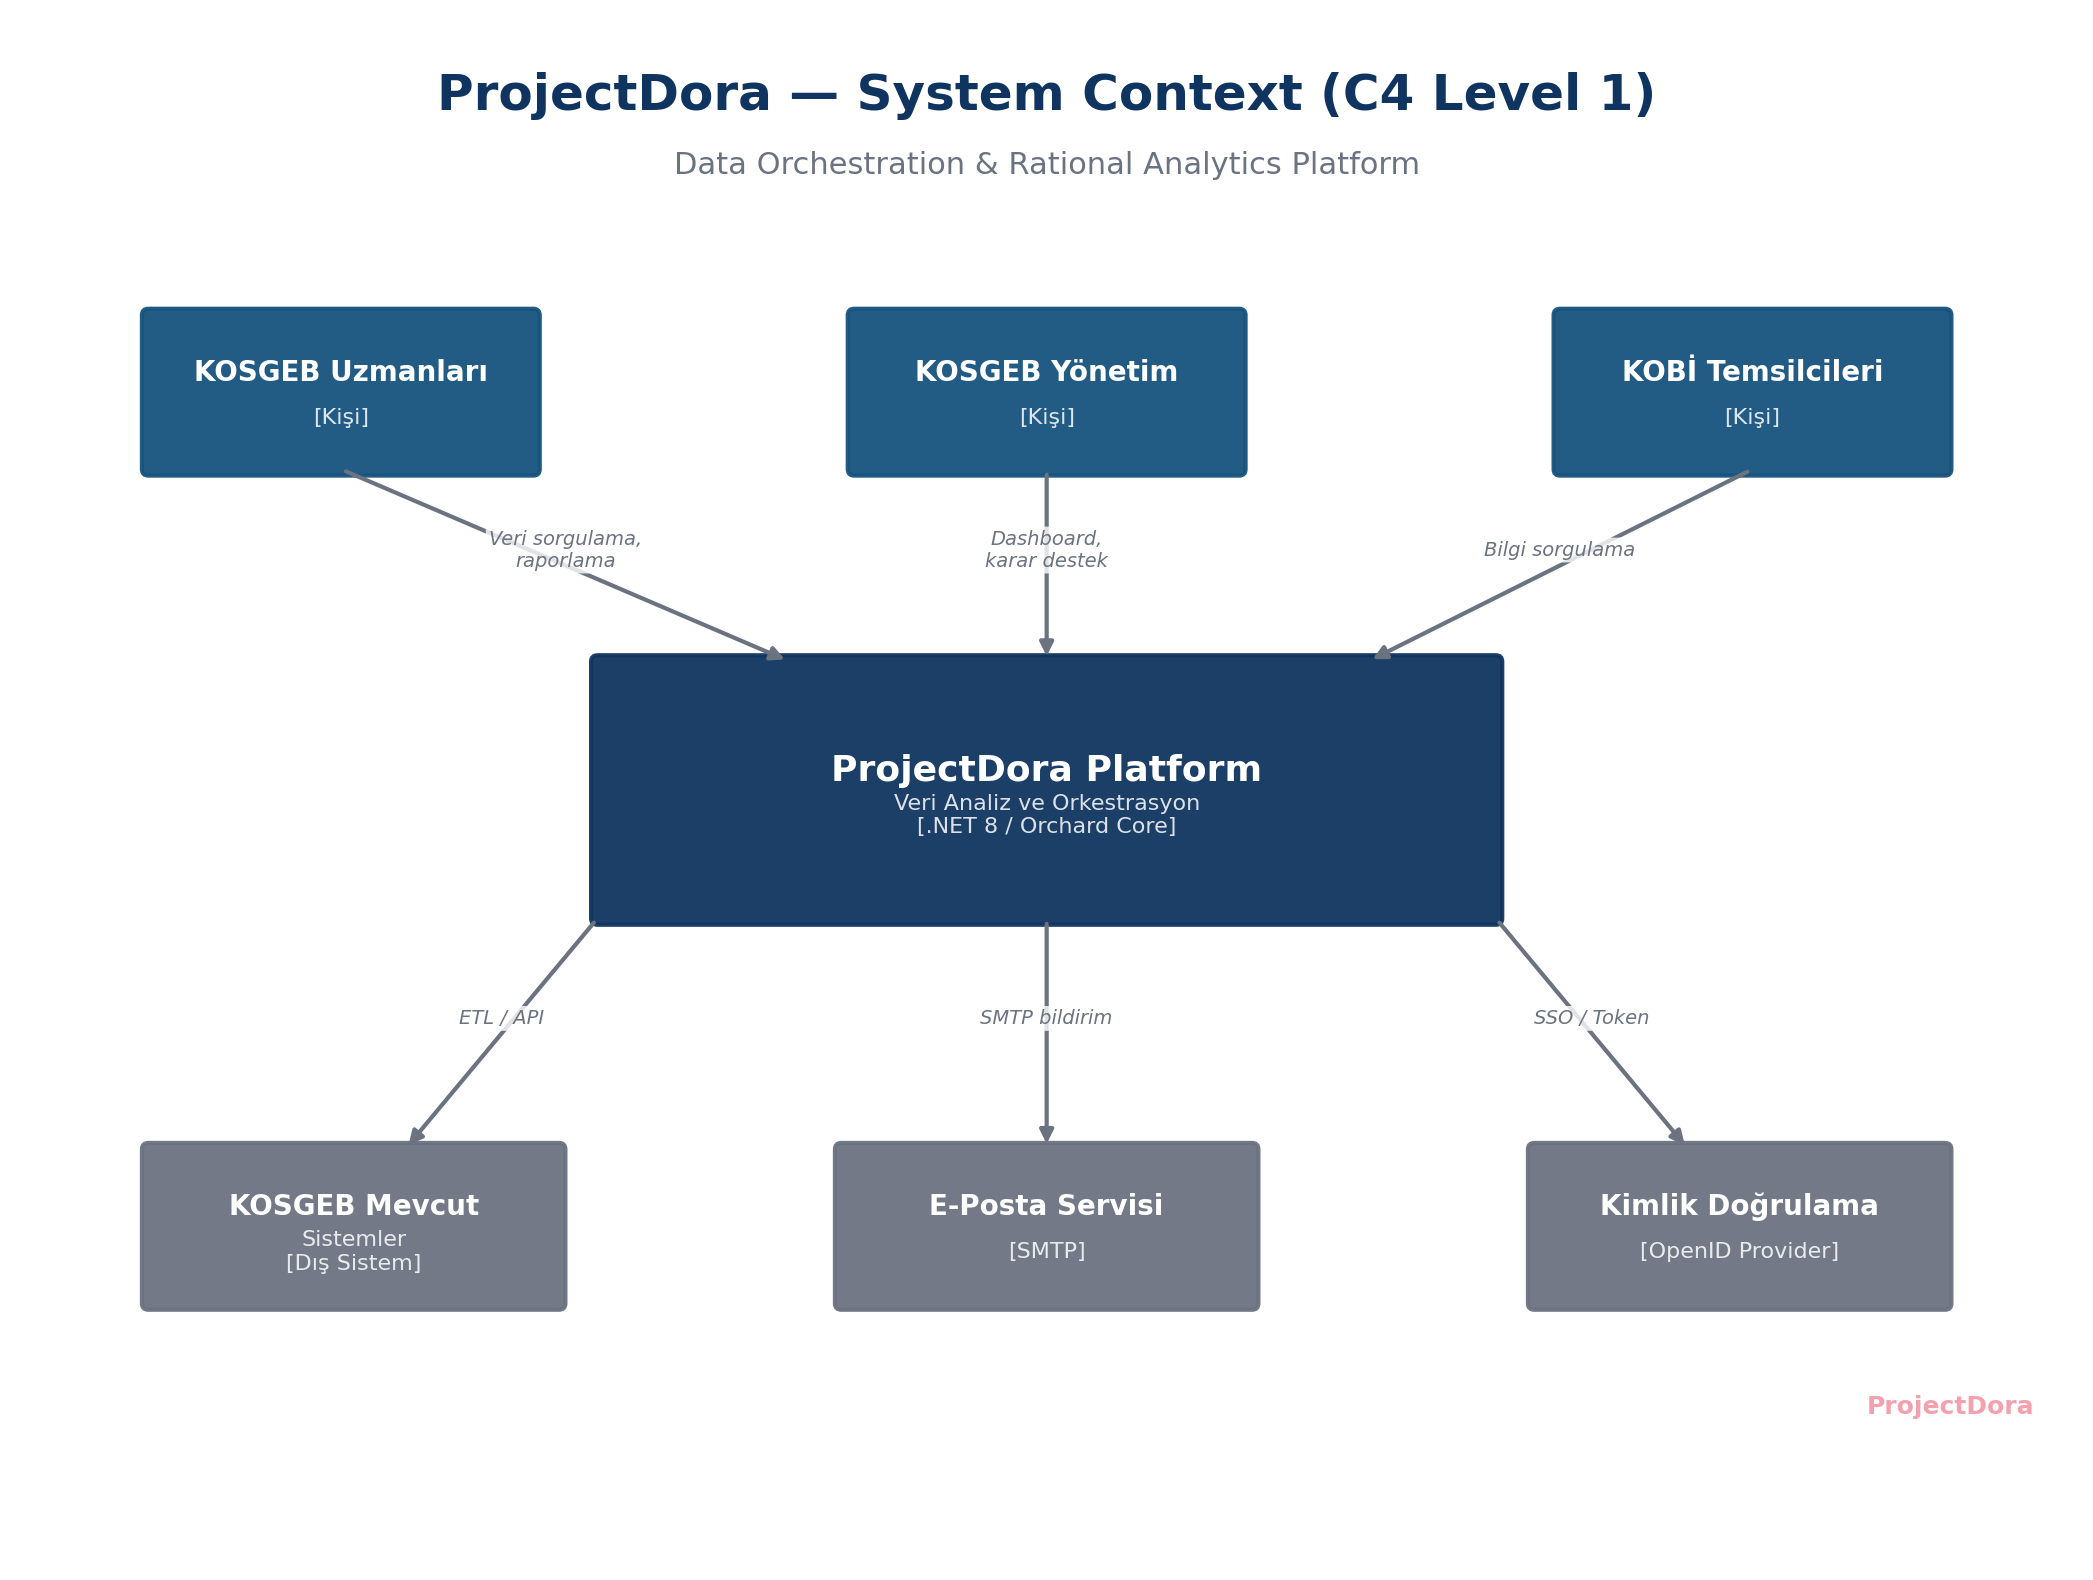 ProjectDora — System Context (C4 Level 1)
Data Orchestration & Rational Analytics Platform
KOSGEB Uzmanları
[Kişi]
KOSGEB Yönetim
[Kişi]
KOBİ Temsilcileri
[Kişi]
Veri sorgulama,
raporlama
Dashboard,
karar destek
Bilgi sorgulama
ProjectDora Platform
Veri Analiz ve Orkestrasyon
[.NET 8 / Orchard Core]
ETL / API
SMTP bildirim
SSO / Token
KOSGEB Mevcut
Sistemler
[Dış Sistem]
E-Posta Servisi
[SMTP]
Kimlik Doğrulama
[OpenID Provider]
ProjectDora